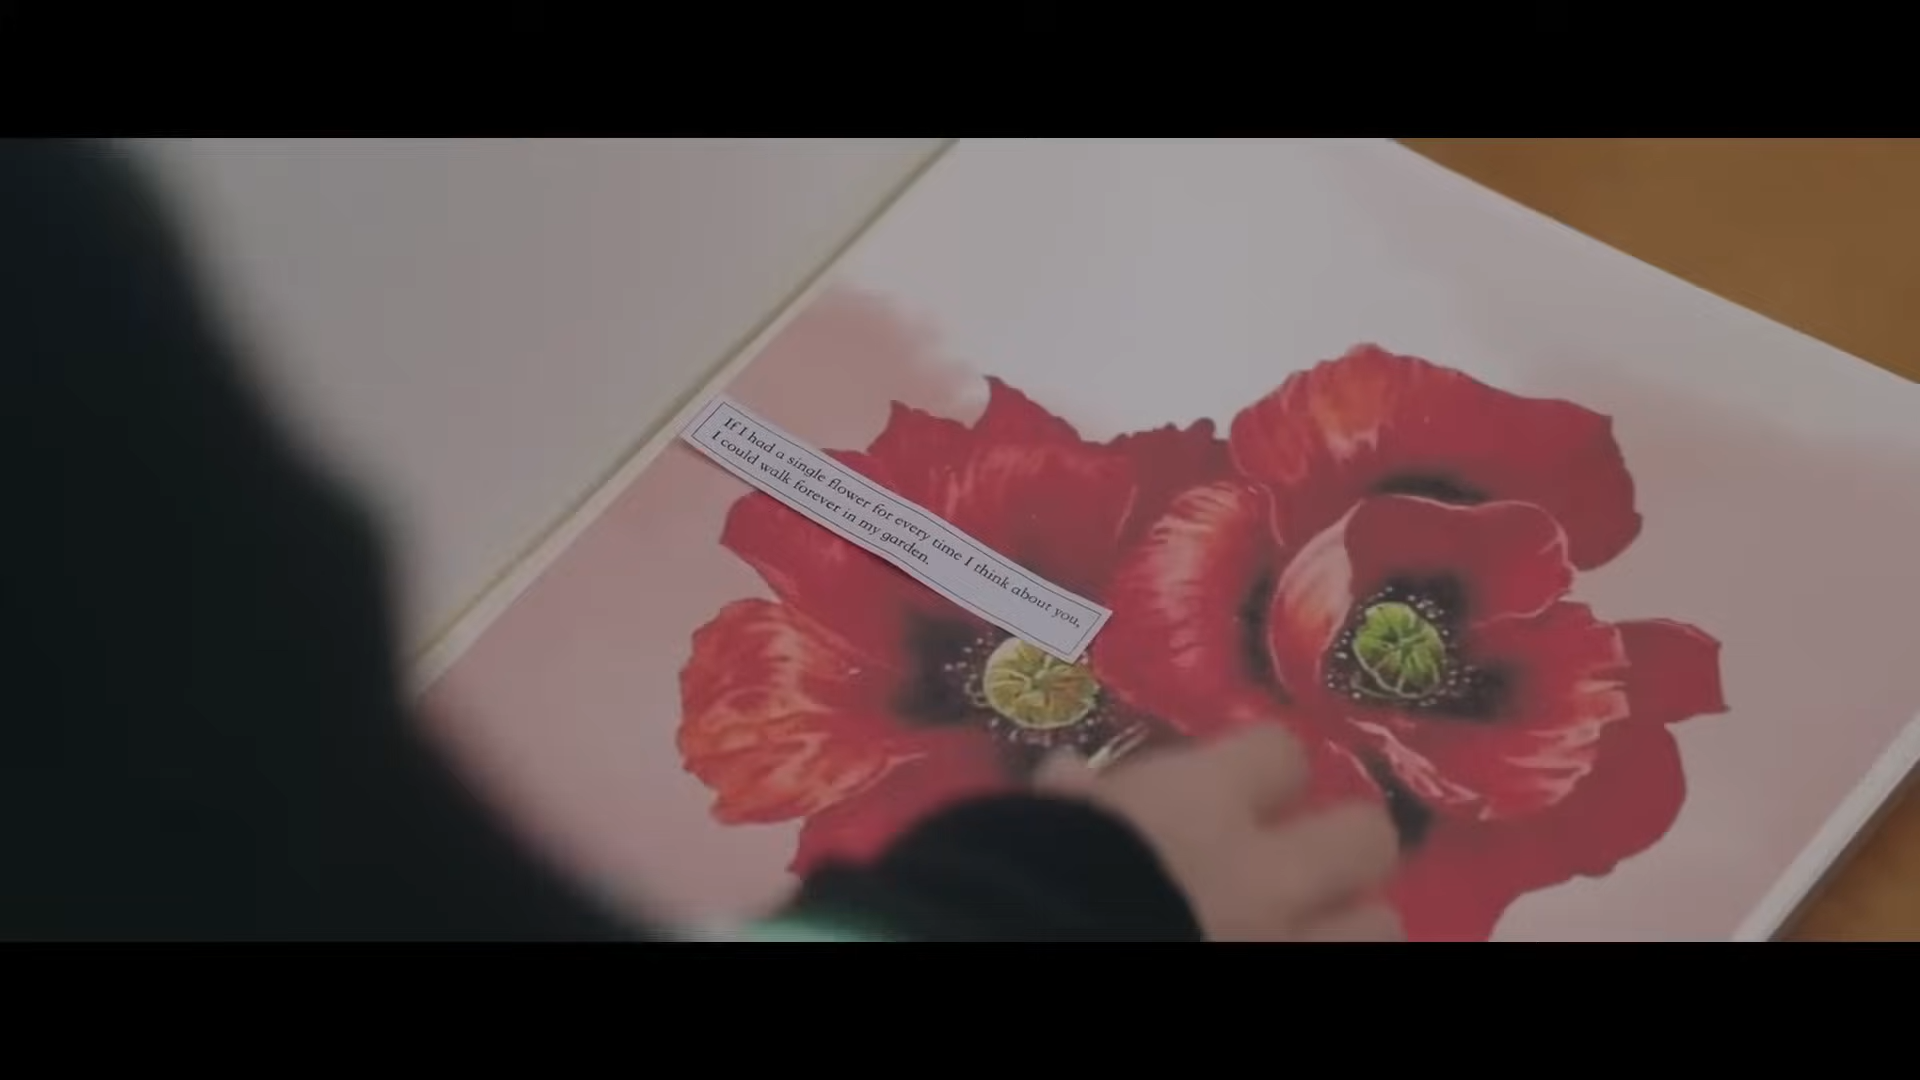 If I had a single flower for every time I think about you,
I could walk forever in my garden.